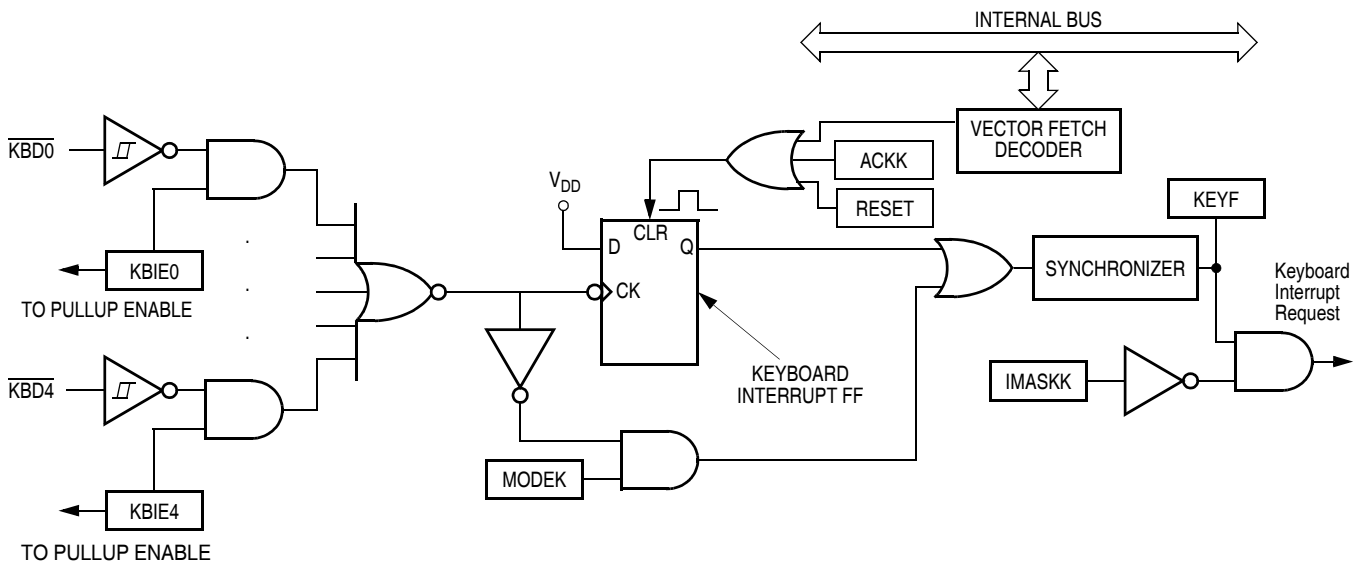 INTERNAL BUS
VECTOR FETCH
DECODER
ACKK
RESET
KBD0
KBIE0
TO PULLUP ENABLE
.
.
.
KBD4
KBIE4
TO PULLUP ENABLE
VDD
CLR
D
Q
CK
KEYBOARD
INTERRUPT FF
MODEK
SYNCHRONIZER
KEYF
IMASKK
Keyboard
Interrupt
Request